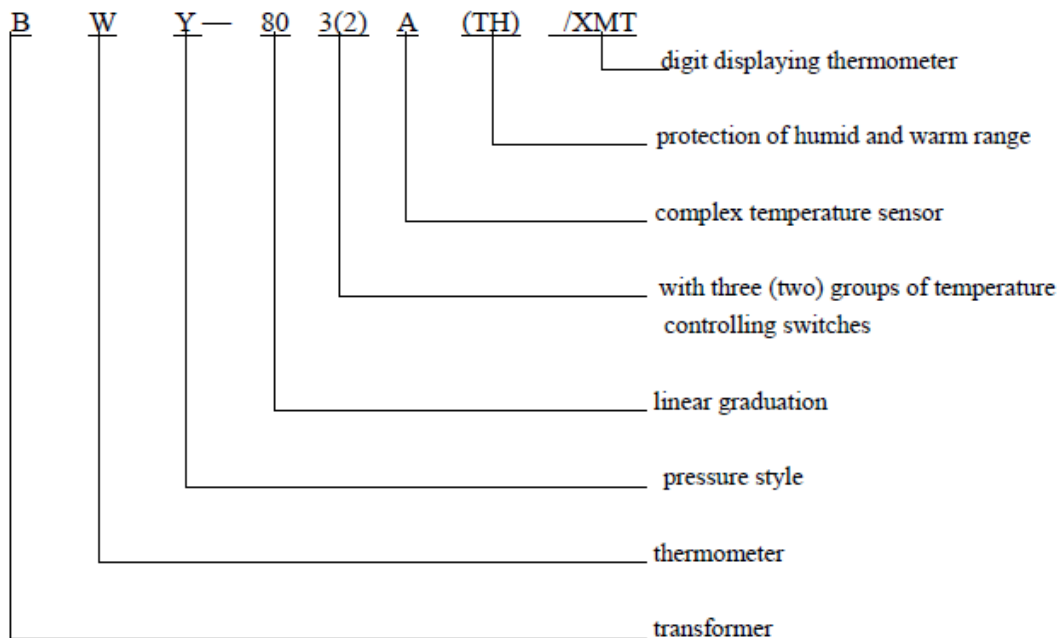 B W Y — 80 3(2) A (TH) /XMT
digit displaying thermometer
protection of humid and warm range
complex temperature sensor
with three (two) groups of temperature
controlling switches
linear graduation
pressure style
thermometer
transformer